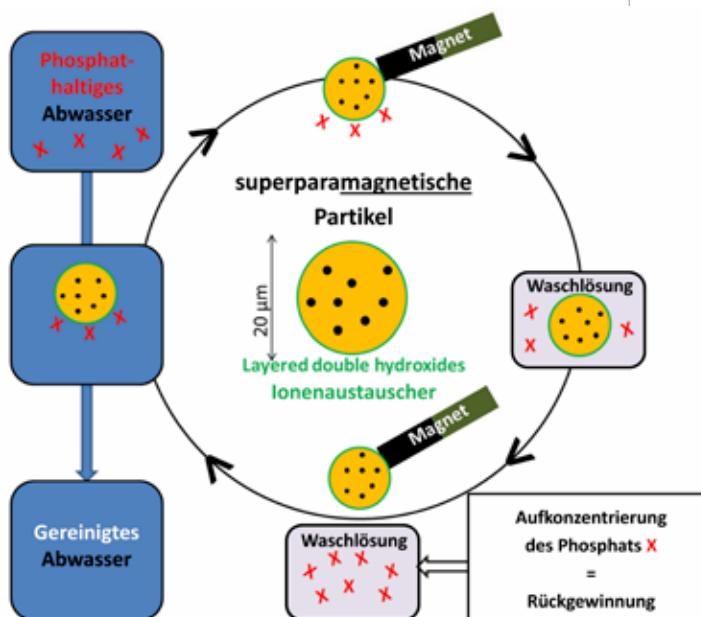 Phosphat-
haltiges
Abwasser
X X X X
Magnet
X X X
superparamagnetische
Partikel
20 µm
Layered double hydroxides
Ionenaustauscher
X X X
Waschlösung
X X X
Magnet
Gereinigtes
Abwasser
Waschlösung
X X X X X X X
Aufkonzentrierung
des Phosphats X
=
Rückgewinnung